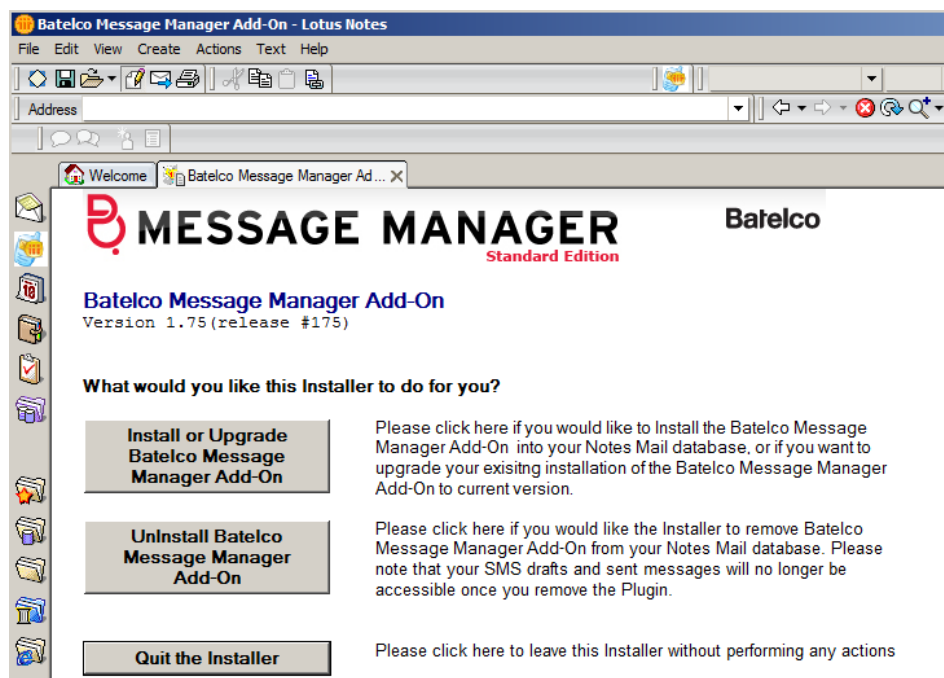 Batelco Message Manager Add-On - Lotus Notes
File Edit View Create Actions Text Help
Address
Welcome
Batelco Message Manager Ad...
MESSAGE MANAGER
Standard Edition
Batelco
Batelco Message Manager Add-On
Version 1.75(release #175)
What would you like this Installer to do for you?
Install or Upgrade
Batelco Message
Manager Add-On
Please click here if you would like to Install the Batelco Message
Manager Add-On into your Notes Mail database, or if you want to
upgrade your exisitng installation of the Batelco Message Manager
Add-On to current version.
UnInstall Batelco
Message Manager
Add-On
Please click here if you would like the Installer to remove Batelco
Message Manager Add-On from your Notes Mail database. Please
note that your SMS drafts and sent messages will no longer be
accessible once you remove the Plugin.
Quit the Installer
Please click here to leave this Installer without performing any actions